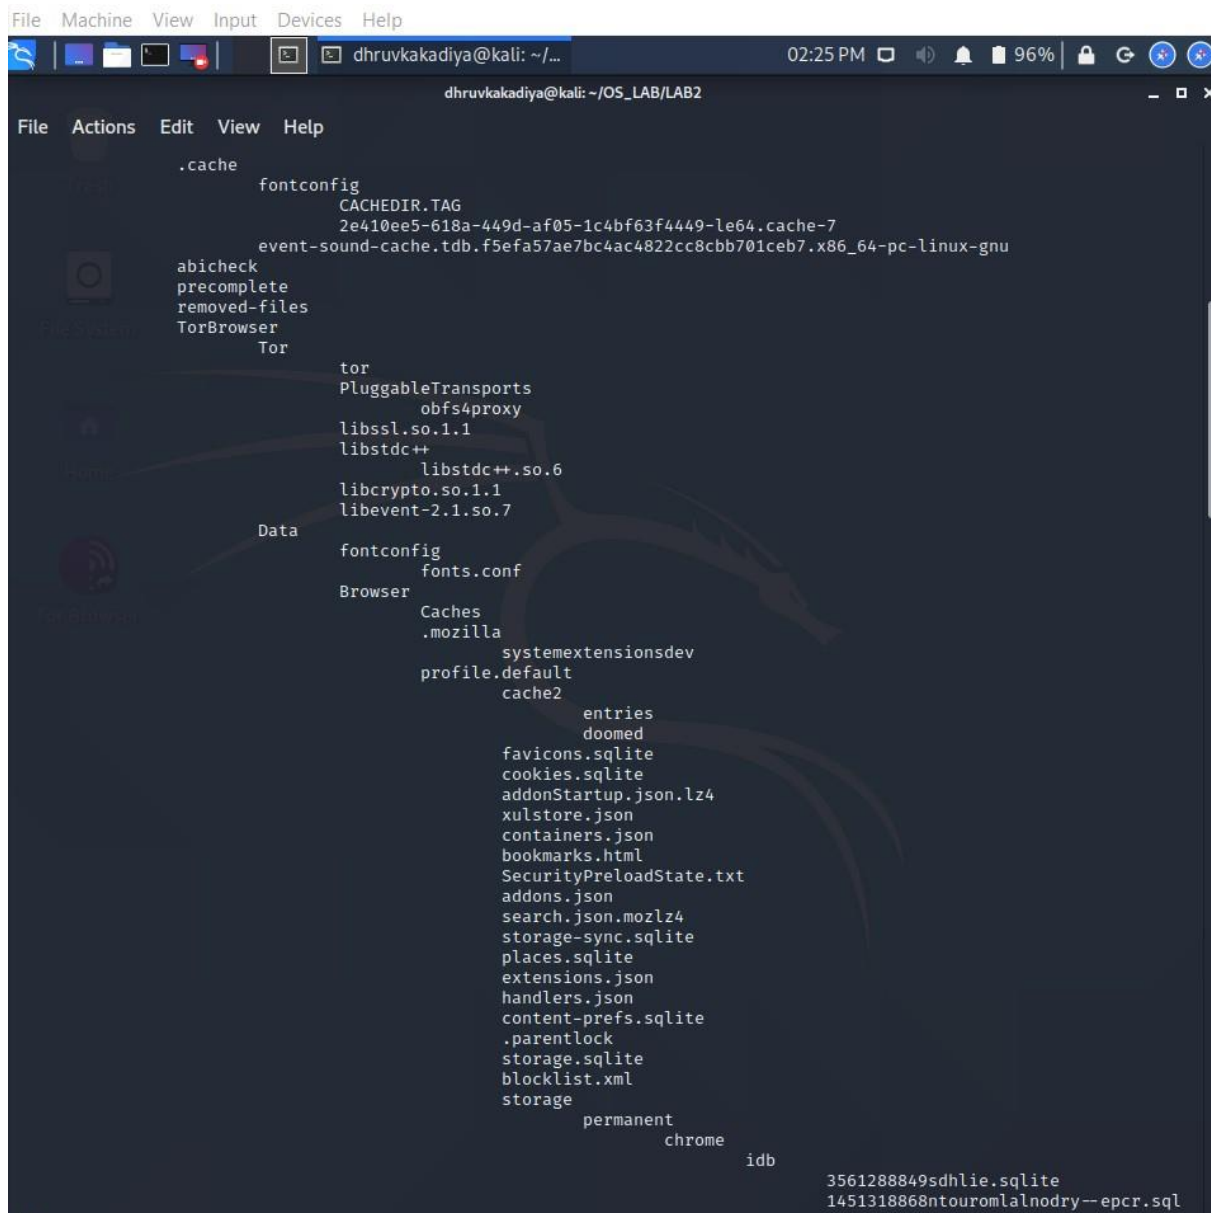 File Machine View Input Devices Help
dhruvkakadiya@kali: ~/... 02:25 PM 96%
dhruvkakadiya@kali: ~/OS_LAB/LAB2
File Actions Edit View Help
.cache
fontconfig
CACHEDIR.TAG
2e410ee5-618a-449d-af05-1c4bf63f4449-le64.cache-7
event-sound-cache.tdb.f5efa57ae7bc4ac4822cc8cbb701ceb7.x86_64-pc-linux-gnu
abicheck
precomplete
removed-files
File System
TorBrowser
Tor
tor
PluggableTransports
obfs4proxy
libssl.so.1.1
libstdc++
libstdc++.so.6
Home
libcrypto.so.1.1
libevent-2.1.so.7
Data
fontconfig
fonts.conf
Browser
Caches
Tor Browser
.mozilla
systemextensionsdev
profile.default
cache2
entries
doomed
favicons.sqlite
cookies.sqlite
addonStartup.json.lz4
xulstore.json
containers.json
bookmarks.html
SecurityPreloadState.txt
addons.json
search.json.mozlz4
storage-sync.sqlite
places.sqlite
extensions.json
handlers.json
content-prefs.sqlite
.parentlock
storage.sqlite
blocklist.xml
storage
permanent
chrome
idb
3561288849sdhlie.sqlite
1451318868ntouromlalnodry--epcr.sql